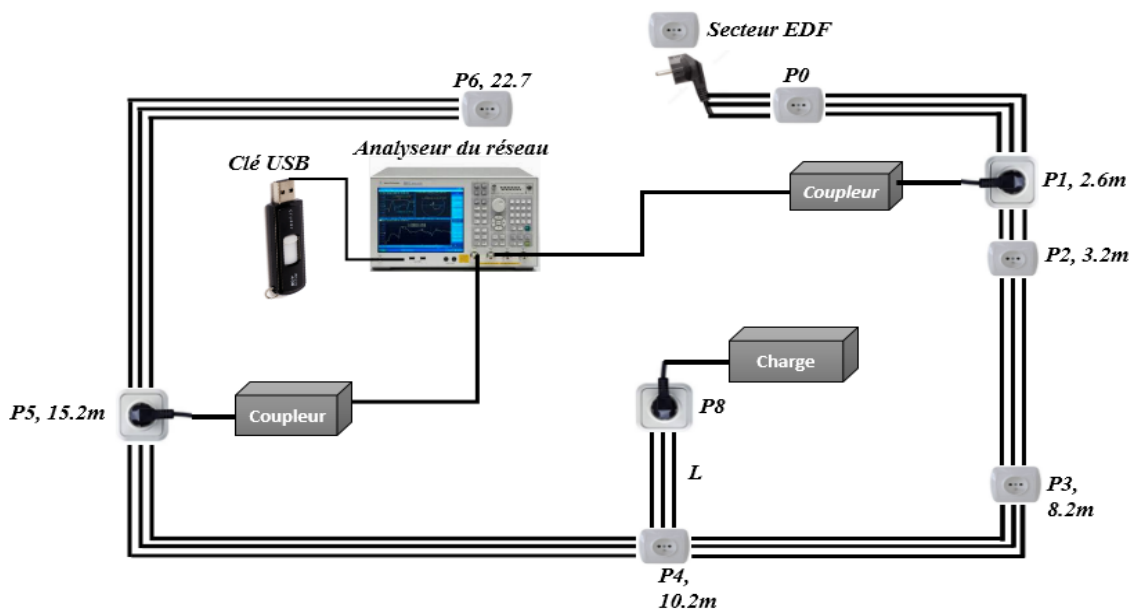 Secteur EDF
P6, 22.7
P0
Analyseur du réseau
Clé USB
Coupleur
P1, 2.6m
P2, 3.2m
Charge
P5, 15.2m
Coupleur
P8
L
P3,
8.2m
P4,
10.2m